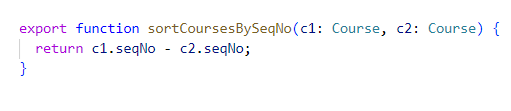 export function sortCoursesBySeqNo(c1: Course, c2: Course) {
  return c1.seqNo - c2.seqNo;
}